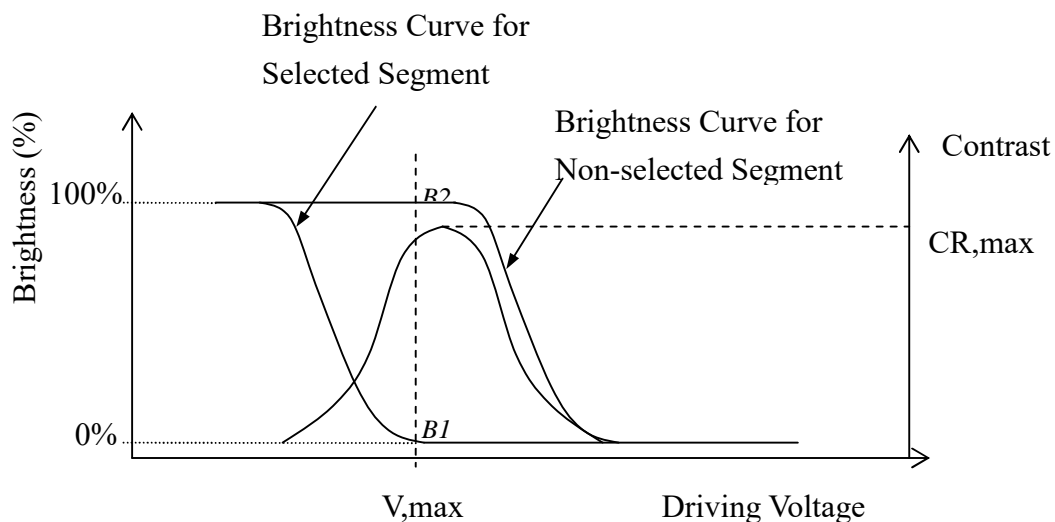 Brightness Curve for
Selected Segment
Brightness Curve for
Non-selected Segment
Contrast
Brightness (%)
100%
B2
CR,max
0%
B1
V,max
Driving Voltage